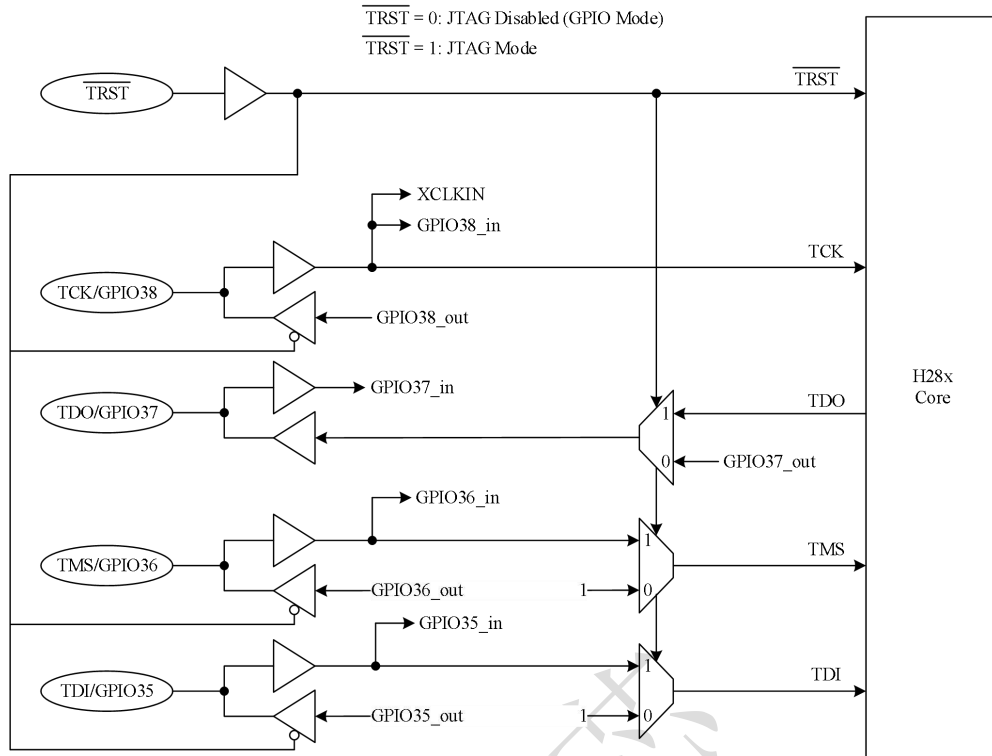 TRST = 0: JTAG Disabled (GPIO Mode)
TRST = 1: JTAG Mode
TRST
TRST
XCLKIN
GPIO38_in
TCK
TCK/GPIO38
GPIO38_out
GPIO37_in
TDO/GPIO37
TDO
1
0
GPIO37_out
H28x
Core
GPIO36_in
TMS/GPIO36
1
TMS
GPIO36_out
1
0
GPIO35_in
TDI/GPIO35
1
TDI
GPIO35_out
1
0